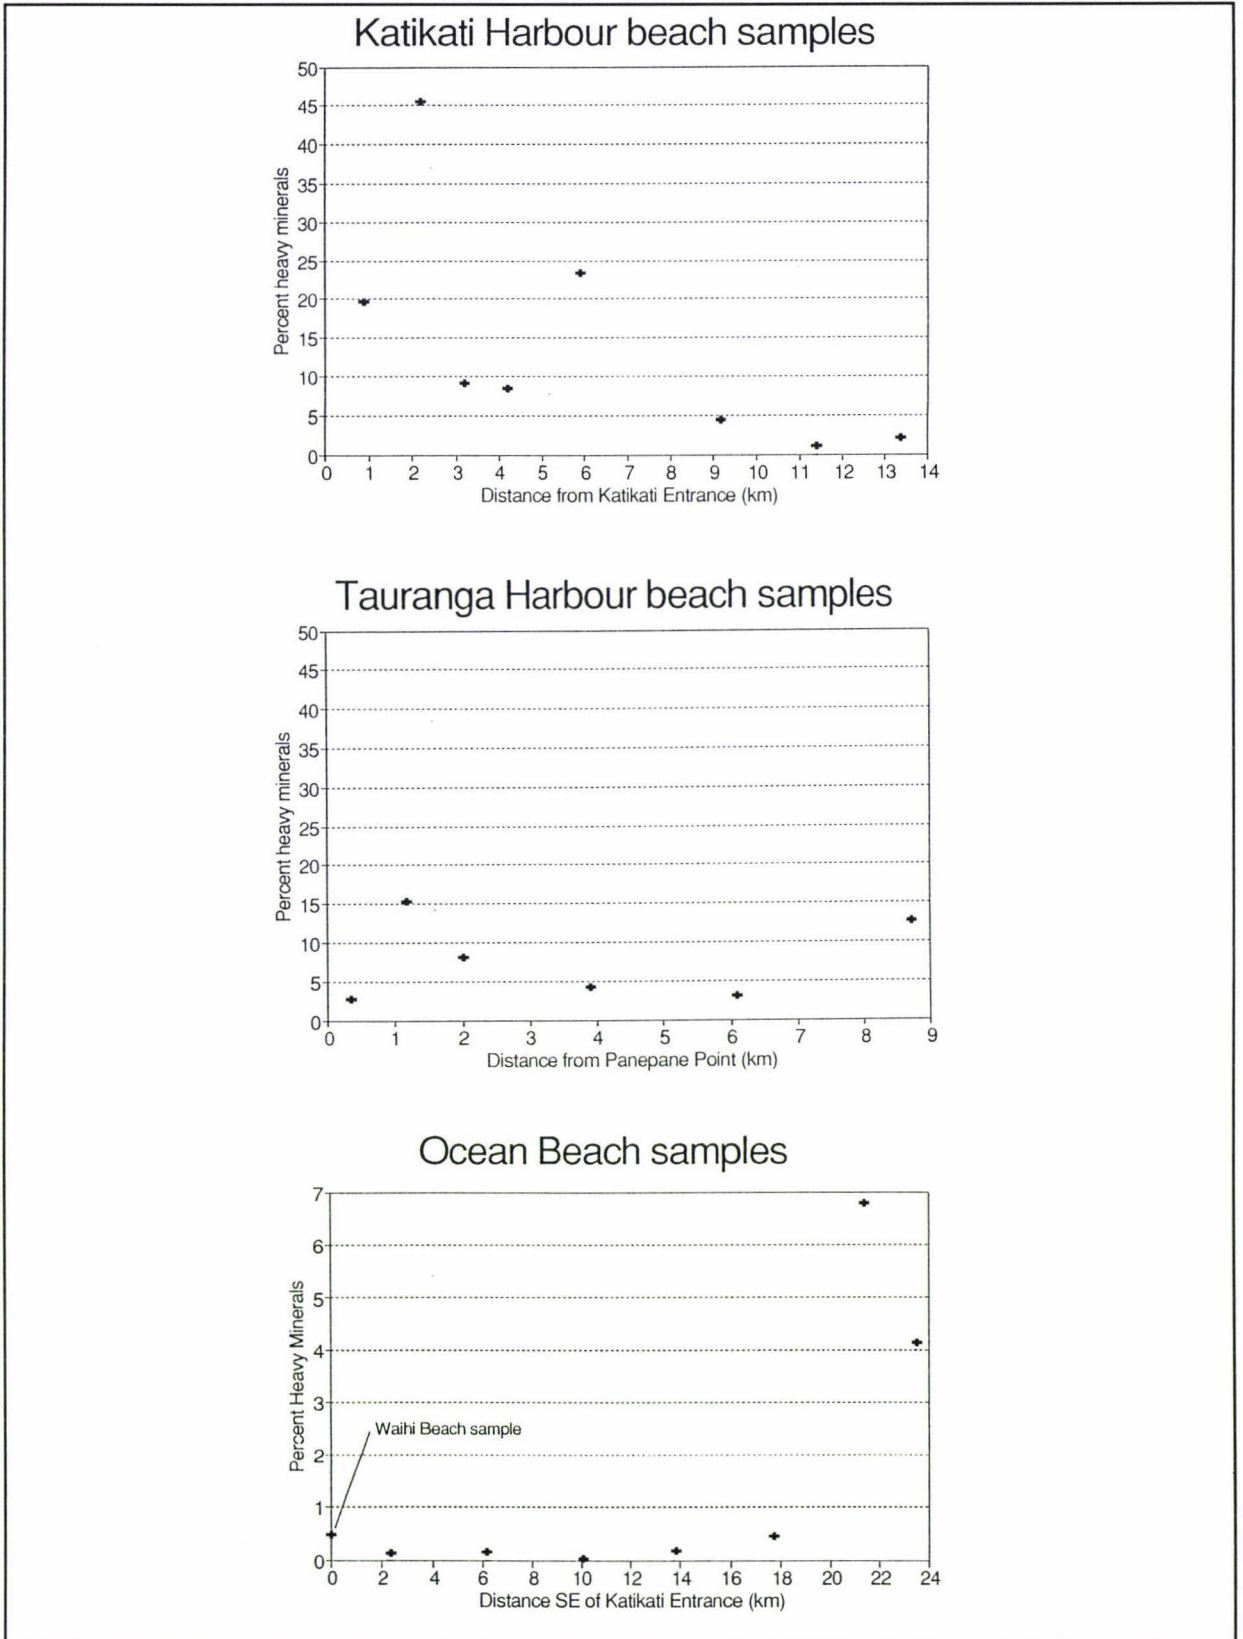 Katikati Harbour beach samples
50
45
40
35
30
25
20
15
10
5
0
Percent heavy minerals
0 1 2 3 4 5 6 7 8 9 10 11 12 13 14
Distance from Katikati Entrance (km)
Tauranga Harbour beach samples
50
45
40
35
30
25
20
15
10
5
0
Percent heavy minerals
0 1 2 3 4 5 6 7 8 9
Distance from Panepane Point (km)
Ocean Beach samples
7
6
5
4
3
2
1
0
Percent Heavy Minerals
Waihi Beach sample
0 2 4 6 8 10 12 14 16 18 20 22 24
Distance SE of Katikati Entrance (km)